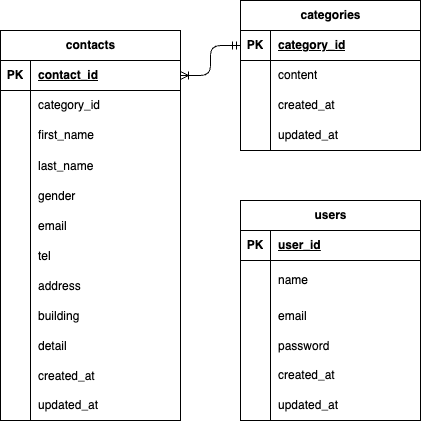 contacts
PK contact_id
category_id
first_name
last_name
gender
email
tel
address
building
detail
created_at
updated_at
categories
PK category_id
content
created_at
updated_at
users
PK user_id
name
email
password
created_at
updated_at